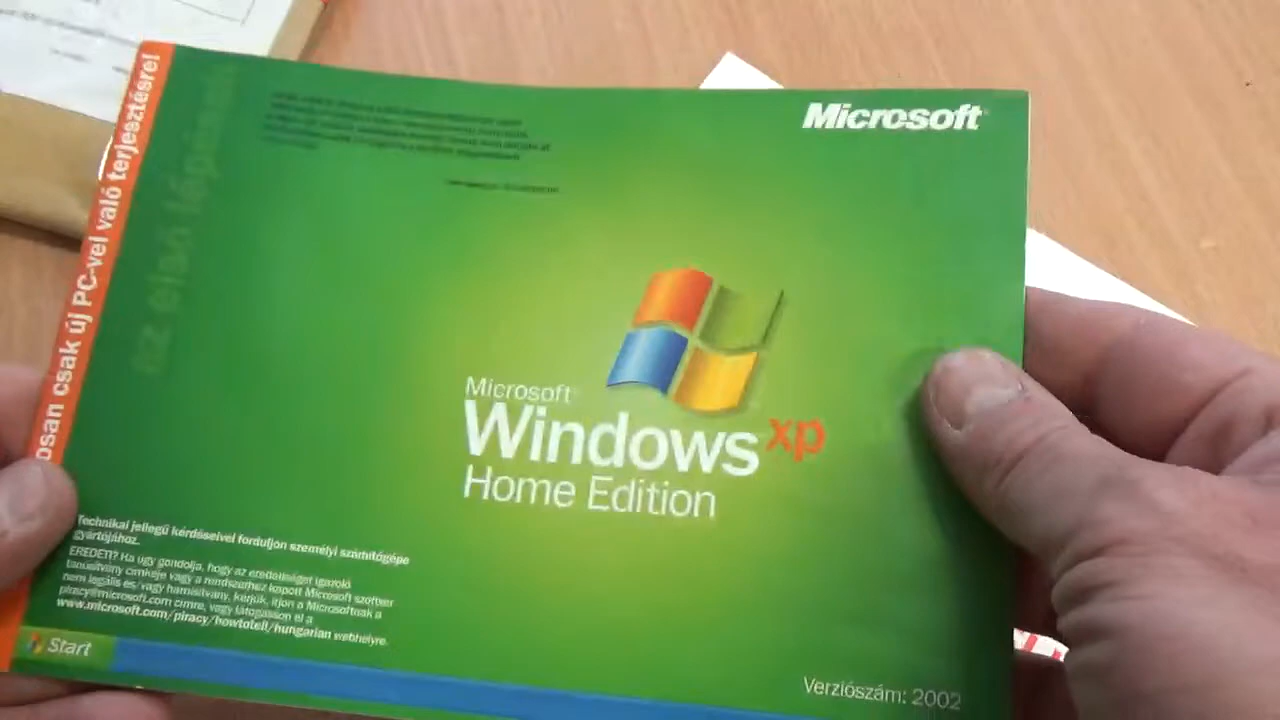 osan csak új PC-vel való terjesztésre!
az első lépések
Microsoft
Microsoft
Windows xp
Home Edition
Technikai jellegű kérdéseivel forduljon személyi számítógépe
gyártójához.
EREDETI? Ha úgy gondolja, hogy az eredetiséget igazoló
tanúsítvány címkéje vagy a rendszerhez kapott Microsoft szoftver
nem legális és/vagy hamisítvány, kérjük, írjon a Microsoftnak a
piracy@microsoft.com címre, vagy látogasson el a
www.microsoft.com/piracy/howtotell/hungarian webhelyre.
Start
Verziószám: 2002